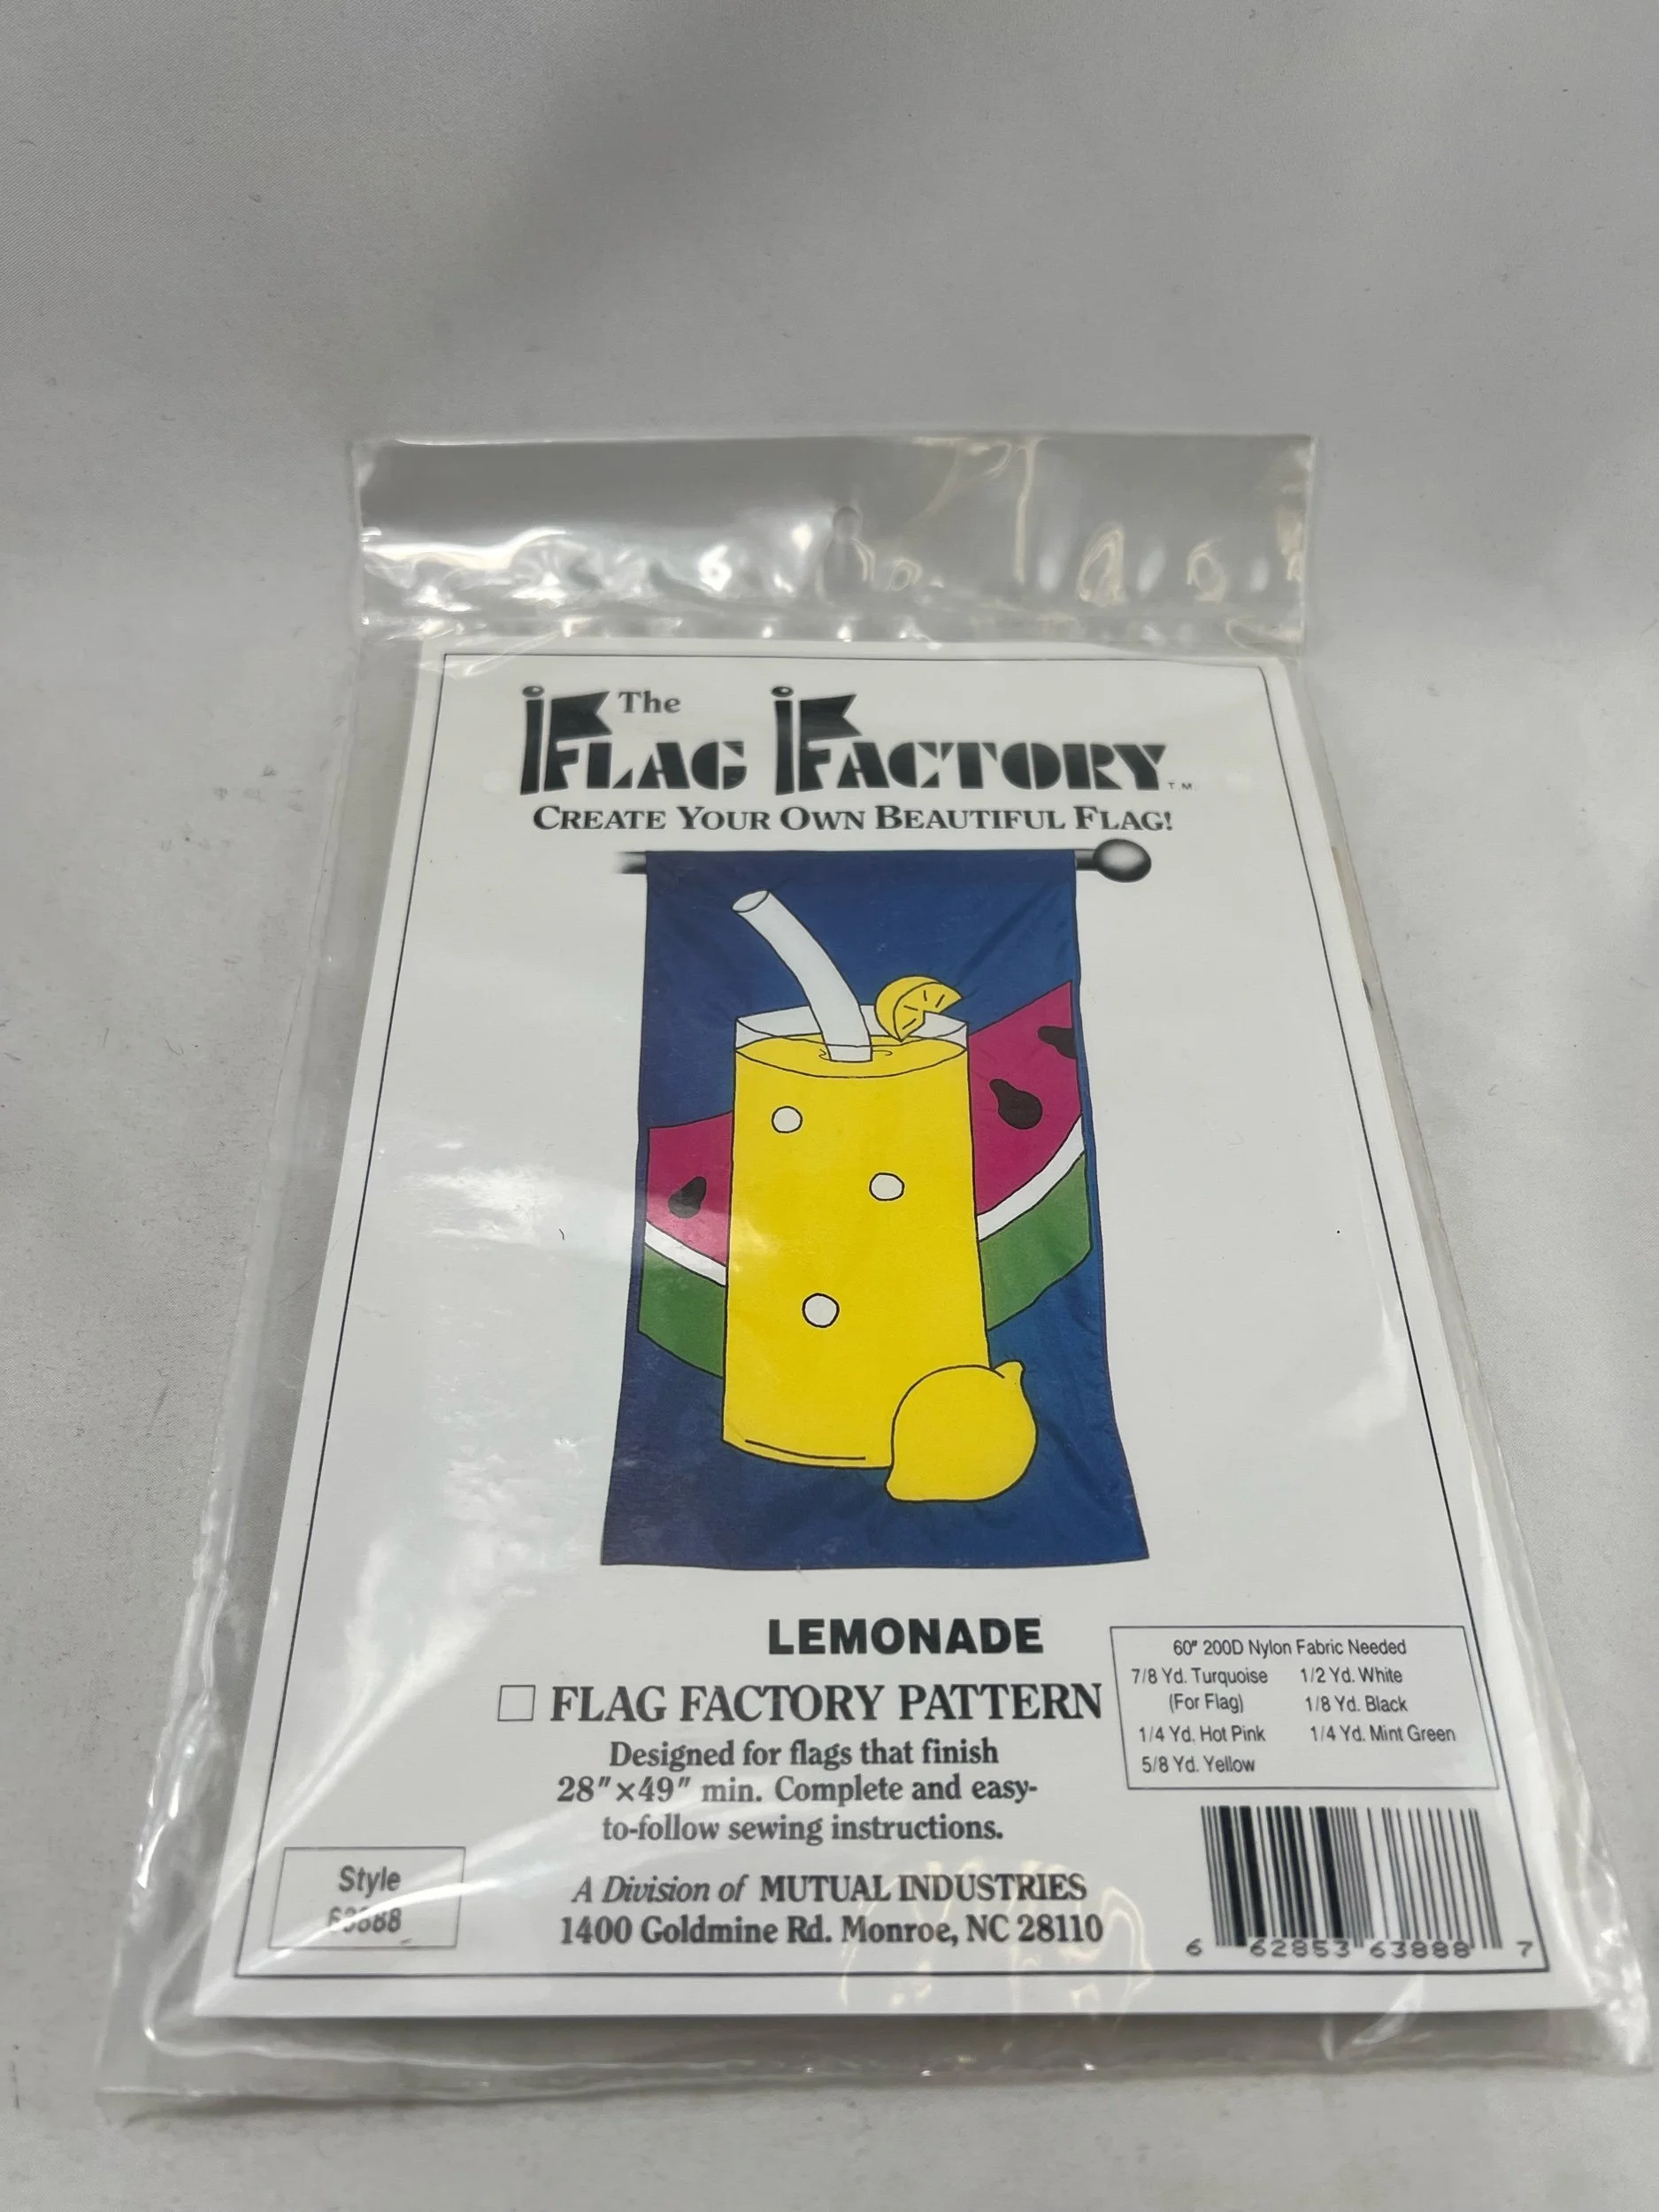 The
FLAG FACTORY TM
CREATE YOUR OWN BEAUTIFUL FLAG!
LEMONADE
FLAG FACTORY PATTERN
Designed for flags that finish
28"×49" min. Complete and easy-
to-follow sewing instructions.
A Division of MUTUAL INDUSTRIES
1400 Goldmine Rd. Monroe, NC 28110
60" 200D Nylon Fabric Needed
7/8 Yd. Turquoise 1/2 Yd. White
(For Flag) 1/8 Yd. Black
1/4 Yd. Hot Pink 1/4 Yd. Mint Green
5/8 Yd. Yellow
Style
63888
6 62853 63888 7